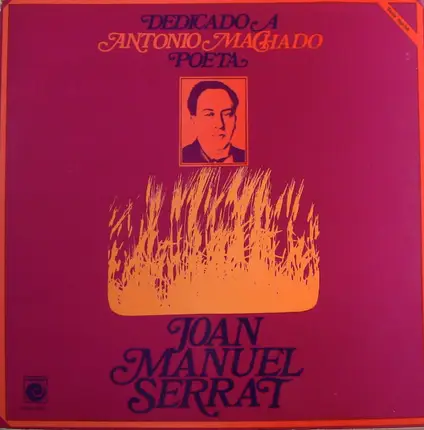 DEDICADO A
ANTONIO MACHADO
POETA
JOAN
MANUEL
SERRAT